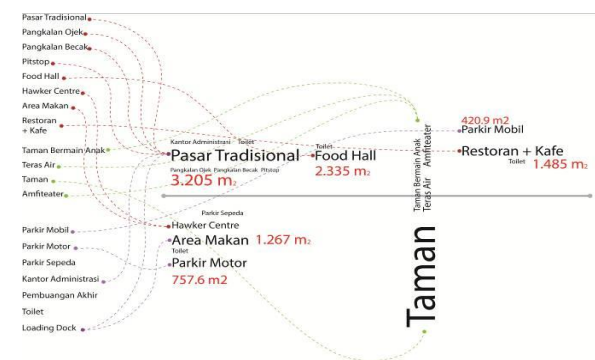 Pasar Tradisional
Pangkalan Ojek
Pangkalan Becak
Pitstop
Food Hall
Hawker Centre
Area Makan
Restoran
+ Kafe
Taman Bermain Anak
Teras Air
Taman
Amfiteater
Parkir Mobil
Parkir Motor
Parkir Sepeda
Kantor Administrasi
Pembuangan Akhir
Toilet
Loading Dock
Kantor Administrasi Toilet
Pasar Tradisional
Pangkalan Ojek Pangkalan Becak Pitstop
3.205 m2
Toilet
Food Hall
2.335 m2
420.9 m2
Parkir Mobil
Restoran + Kafe
Toilet 1.485 m2
Parkir Sepeda
Hawker Centre
Area Makan 1.267 m2
Toilet
Parkir Motor
757.6 m2
Taman Bermain Anak
Teras Air Amfiteater
Taman